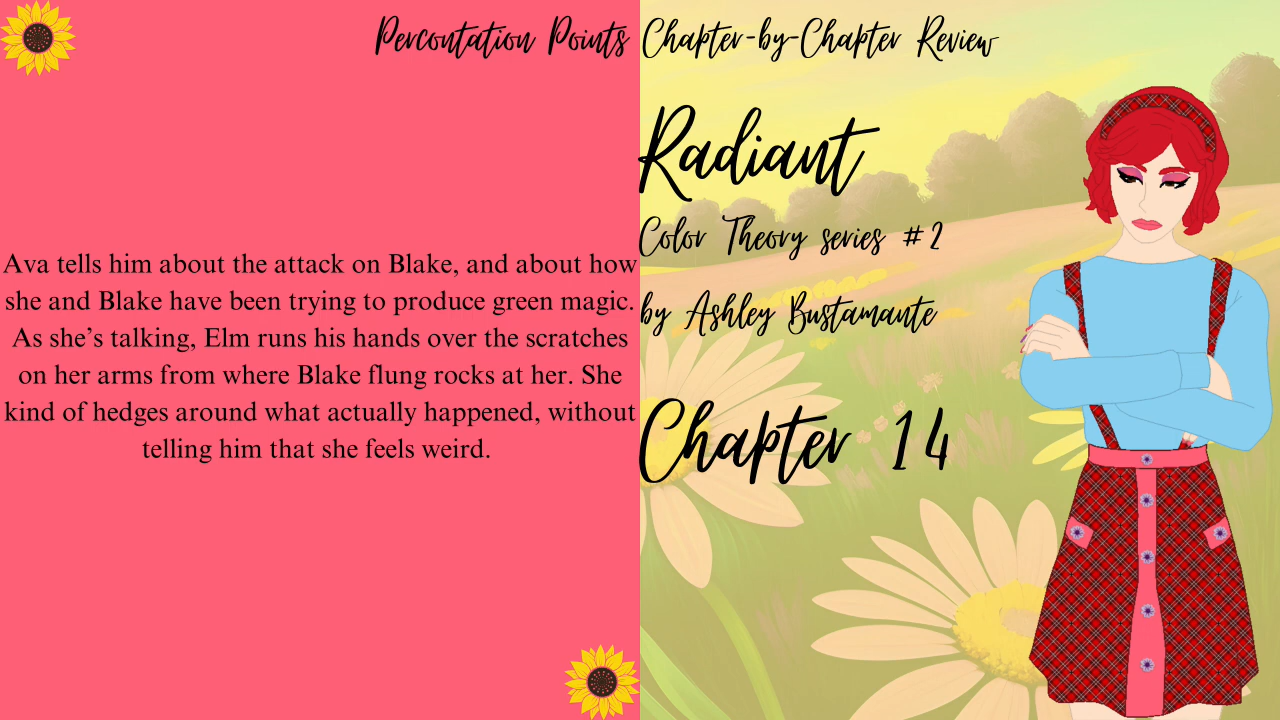 Percontation Points Chapter-by-Chapter Review
Ava tells him about the attack on Blake, and about how
she and Blake have been trying to produce green magic.
As she’s talking, Elm runs his hands over the scratches
on her arms from where Blake flung rocks at her. She
kind of hedges around what actually happened, without
telling him that she feels weird.
Radiant
Color Theory series #2
by Ashley Bustamante
Chapter 14